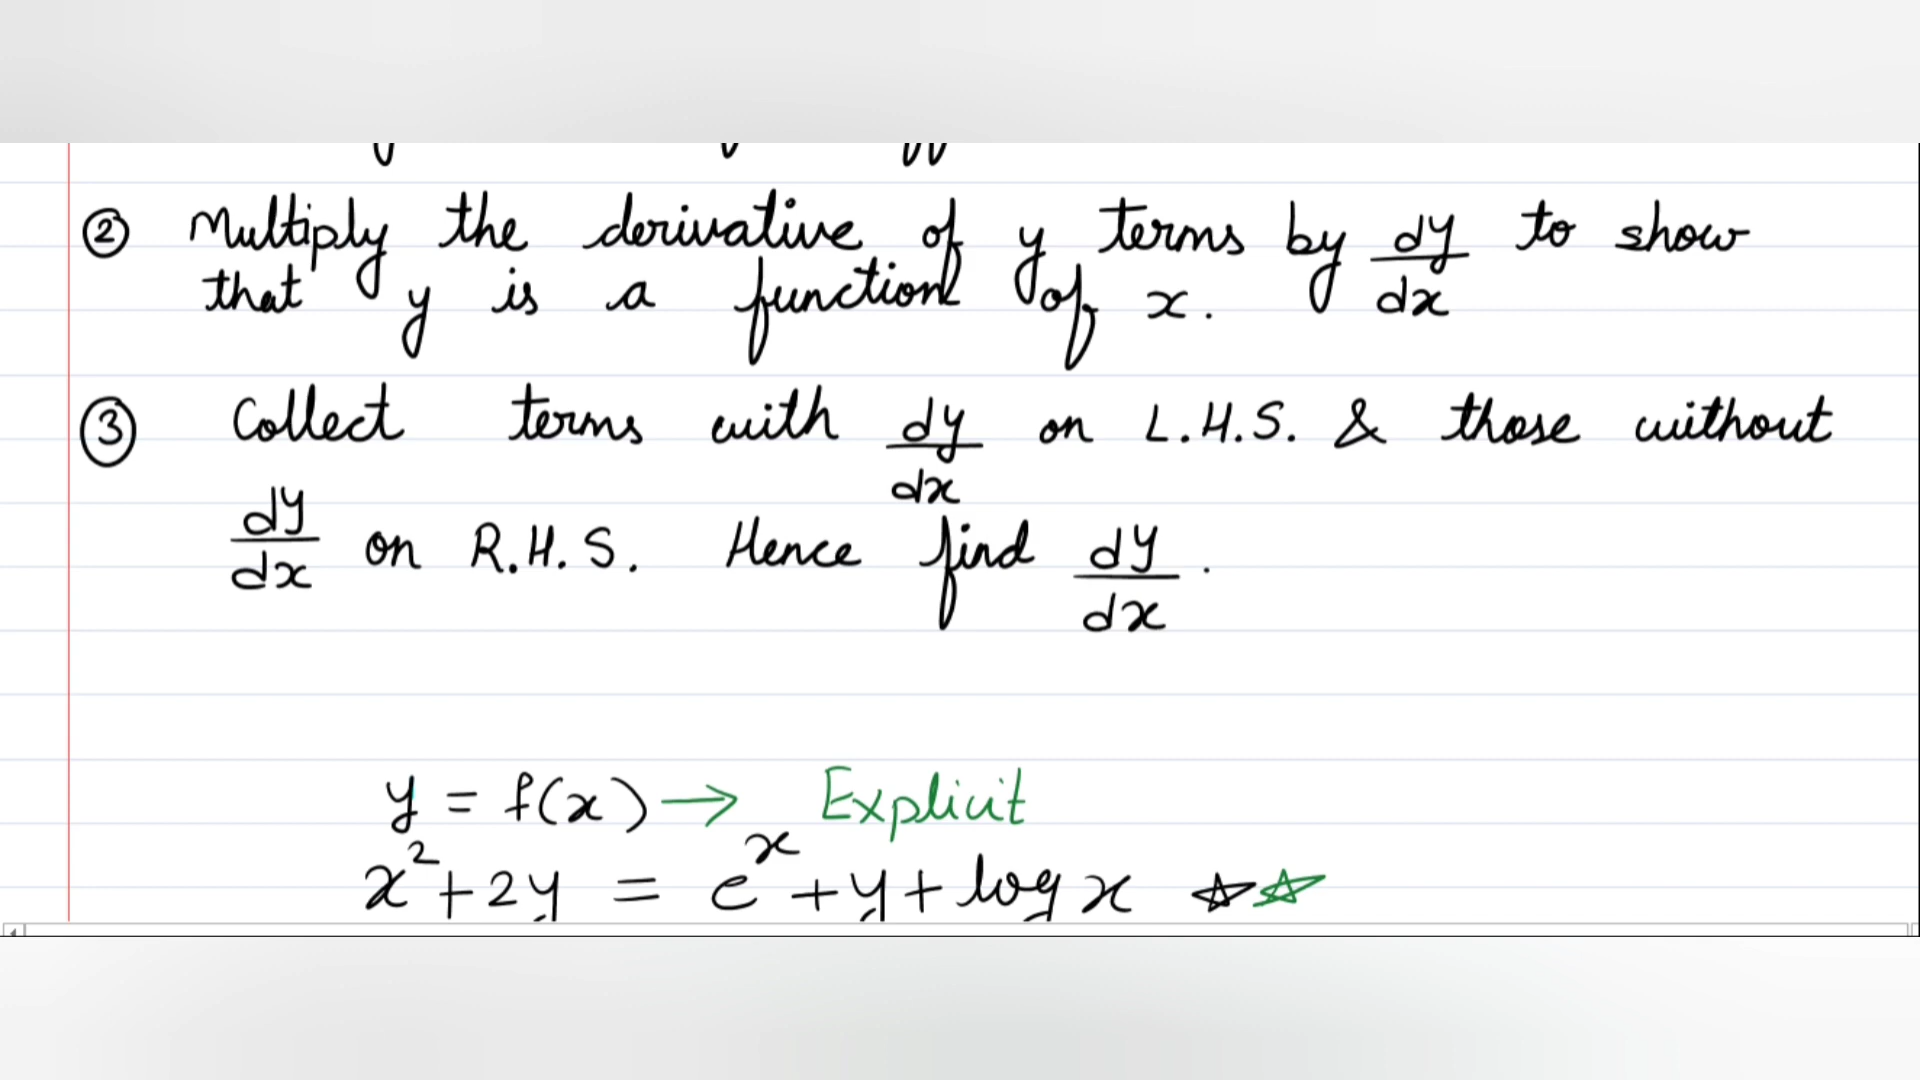 ② Multiply the derivative of y terms by dy/dx to show
that y is a function of x.
③ Collect terms with dy/dx on L.H.S. & those without
dy/dx on R.H.S. Hence find dy/dx.
y = f(x) → Explicit
x² + 2y = eˣ + y + log x ☆☆